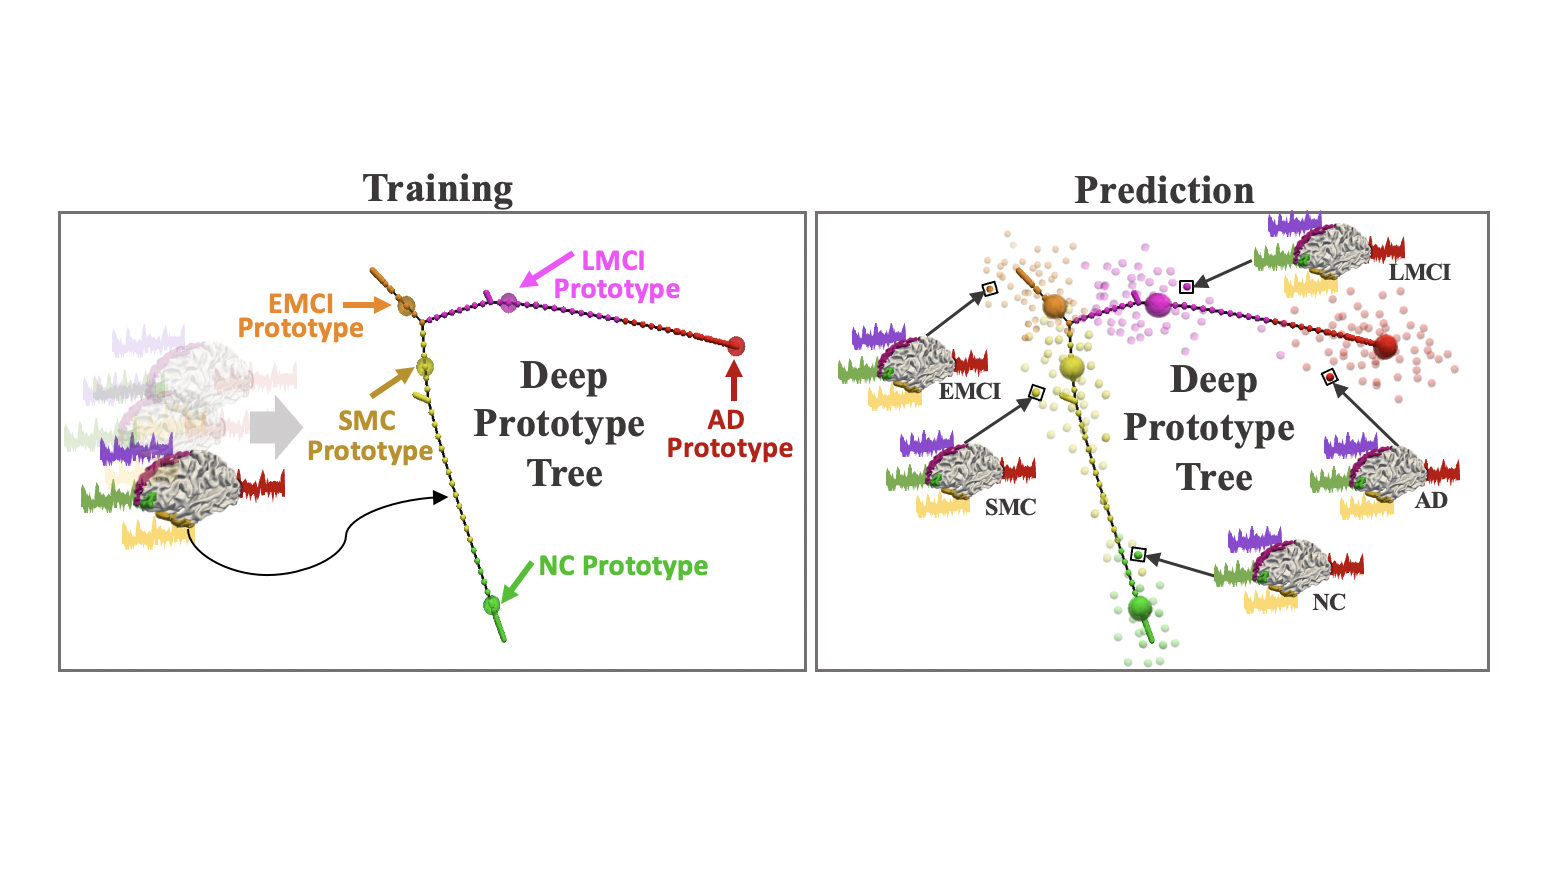 Training
LMCI
Prototype
EMCI
Prototype
Deep
Prototype
Tree
SMC
Prototype
AD
Prototype
NC Prototype
Prediction
LMCI
EMCI
Deep
Prototype
Tree
SMC
AD
NC